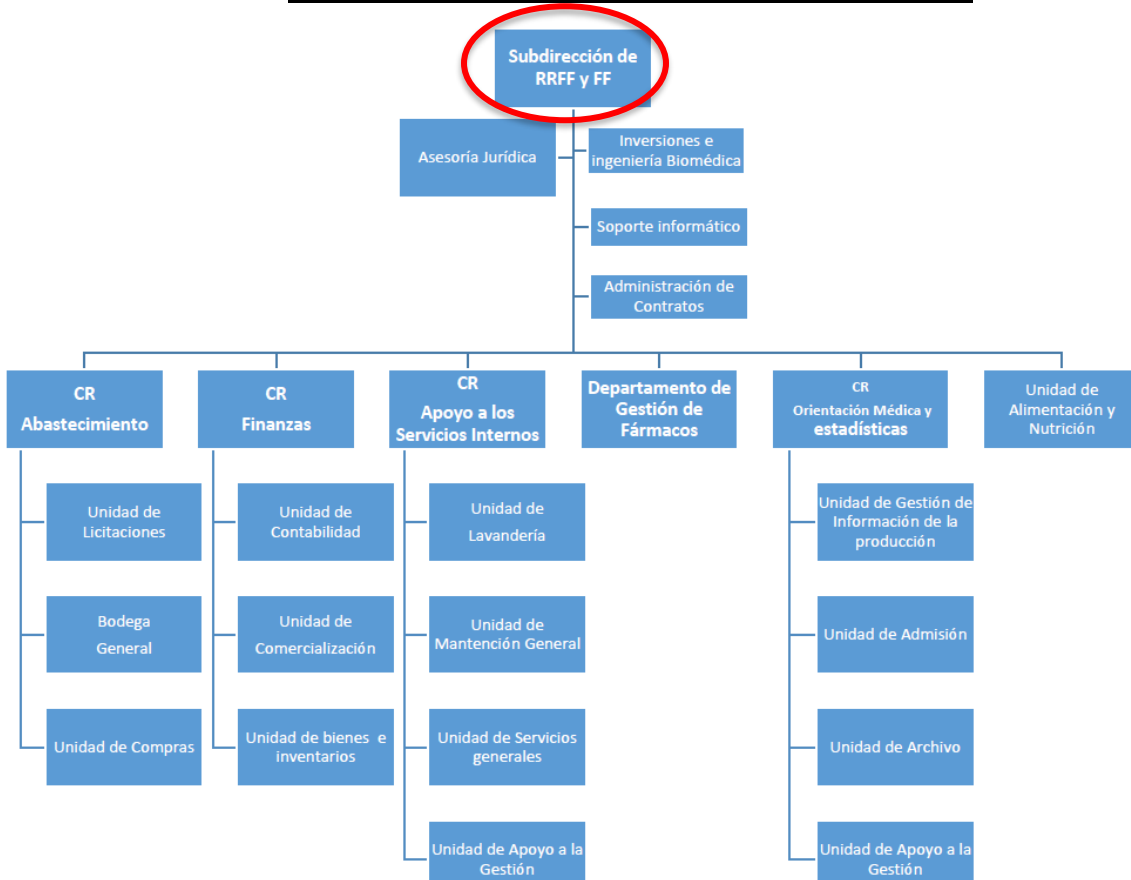 Subdirección de
RRFF y FF
Asesoría Jurídica
Inversiones e
ingeniería Biomédica
Soporte informático
Administración de
Contratos
CR
Abastecimiento
CR
Finanzas
CR
Apoyo a los
Servicios Internos
Departamento de
Gestión de
Fármacos
CR
Orientación Médica y
estadísticas
Unidad de
Alimentación y
Nutrición
Unidad de
Licitaciones
Bodega
General
Unidad de Compras
Unidad de
Contabilidad
Unidad de
Comercialización
Unidad de bienes e
inventarios
Unidad de
Lavandería
Unidad de
Mantención General
Unidad de Servicios
generales
Unidad de Apoyo a la
Gestión
Unidad de Gestión de
Información de la
producción
Unidad de Admisión
Unidad de Archivo
Unidad de Apoyo a la
Gestión